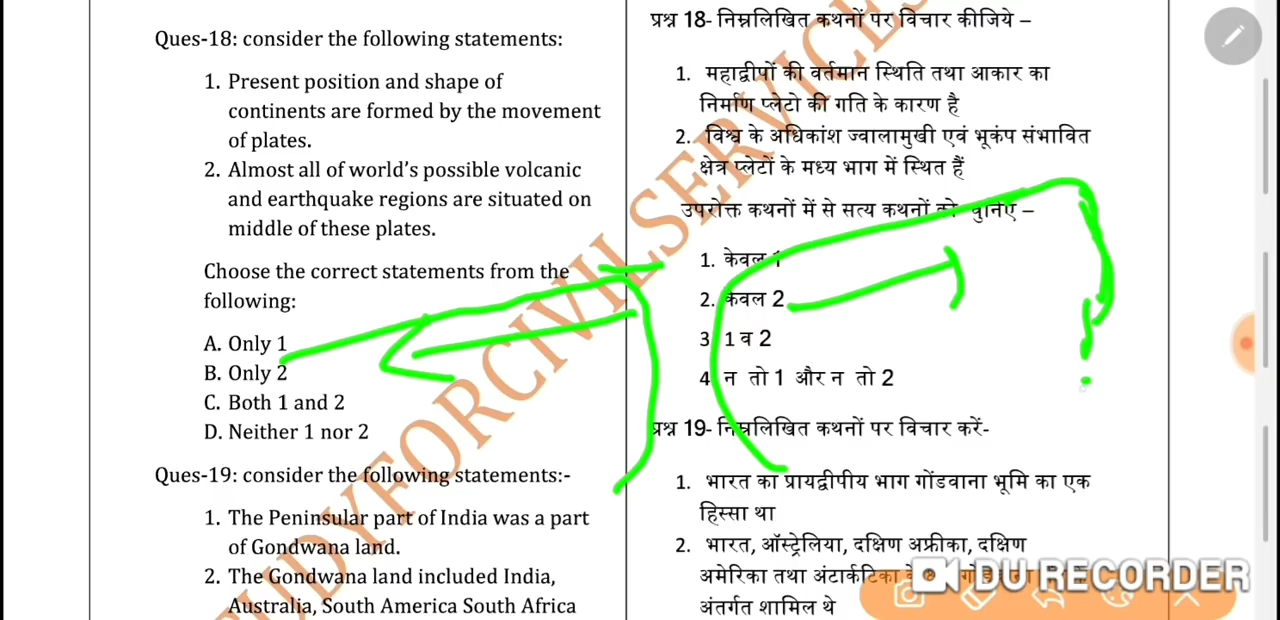 Ques-18: consider the following statements:
1. Present position and shape of
continents are formed by the movement
of plates.
2. Almost all of world's possible volcanic
and earthquake regions are situated on
middle of these plates.
Choose the correct statements from the
following:
A. Only 1
B. Only 2
C. Both 1 and 2
D. Neither 1 nor 2
Ques-19: consider the following statements:-
1. The Peninsular part of India was a part
of Gondwana land.
2. The Gondwana land included India,
Australia, South America South Africa
प्रश्न 18- निम्नलिखित कथनों पर विचार कीजिये –
1. महाद्वीपों की वर्तमान स्थिति तथा आकार का
निर्माण प्लेटो की गति के कारण है
2. विश्व के अधिकांश ज्वालामुखी एवं भूकंप संभावित
क्षेत्र प्लेटों के मध्य भाग में स्थित हैं
उपरोक्त कथनों में से सत्य कथनों को चुनिए –
1. केवल 1
2. केवल 2
3. 1 व 2
4. न तो 1 और न तो 2
प्रश्न 19- निम्नलिखित कथनों पर विचार करें-
1. भारत का प्रायद्वीपीय भाग गोंडवाना भूमि का एक
हिस्सा था
2. भारत, ऑस्ट्रेलिया, दक्षिण अफ्रीका, दक्षिण
अमेरिका तथा अंटार्कटिका
अंतर्गत शामिल थे
STUDYFORCIVILSERVICES
DU RECORDER